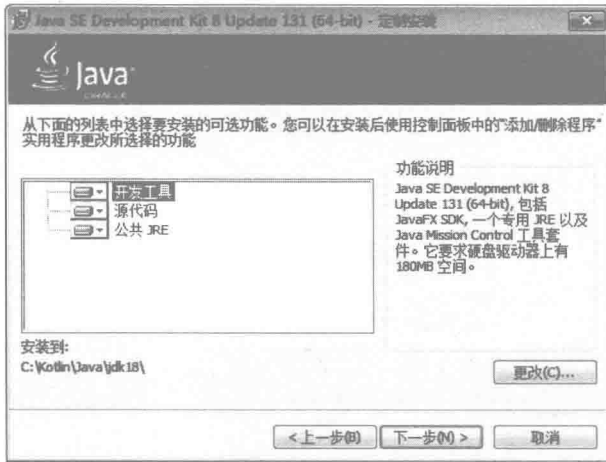 Java SE Development Kit 8 Update 131 (64-bit) - 定制安装
Java
从下面的列表中选择要安装的可选功能。您可以在安装后使用控制面板中的“添加/删除程序”
实用程序更改所选择的功能
开发工具
源代码
公共 JRE
功能说明
Java SE Development Kit 8
Update 131 (64-bit), 包括
JavaFX SDK, 一个专用 JRE 以及
Java Mission Control 工具套
件。它要求硬盘驱动器上有
180MB 空间。
安装到:
C:\Kotlin\Java\jdk18\
更改(C)...
< 上一步(B)
下一步(N) >
取消